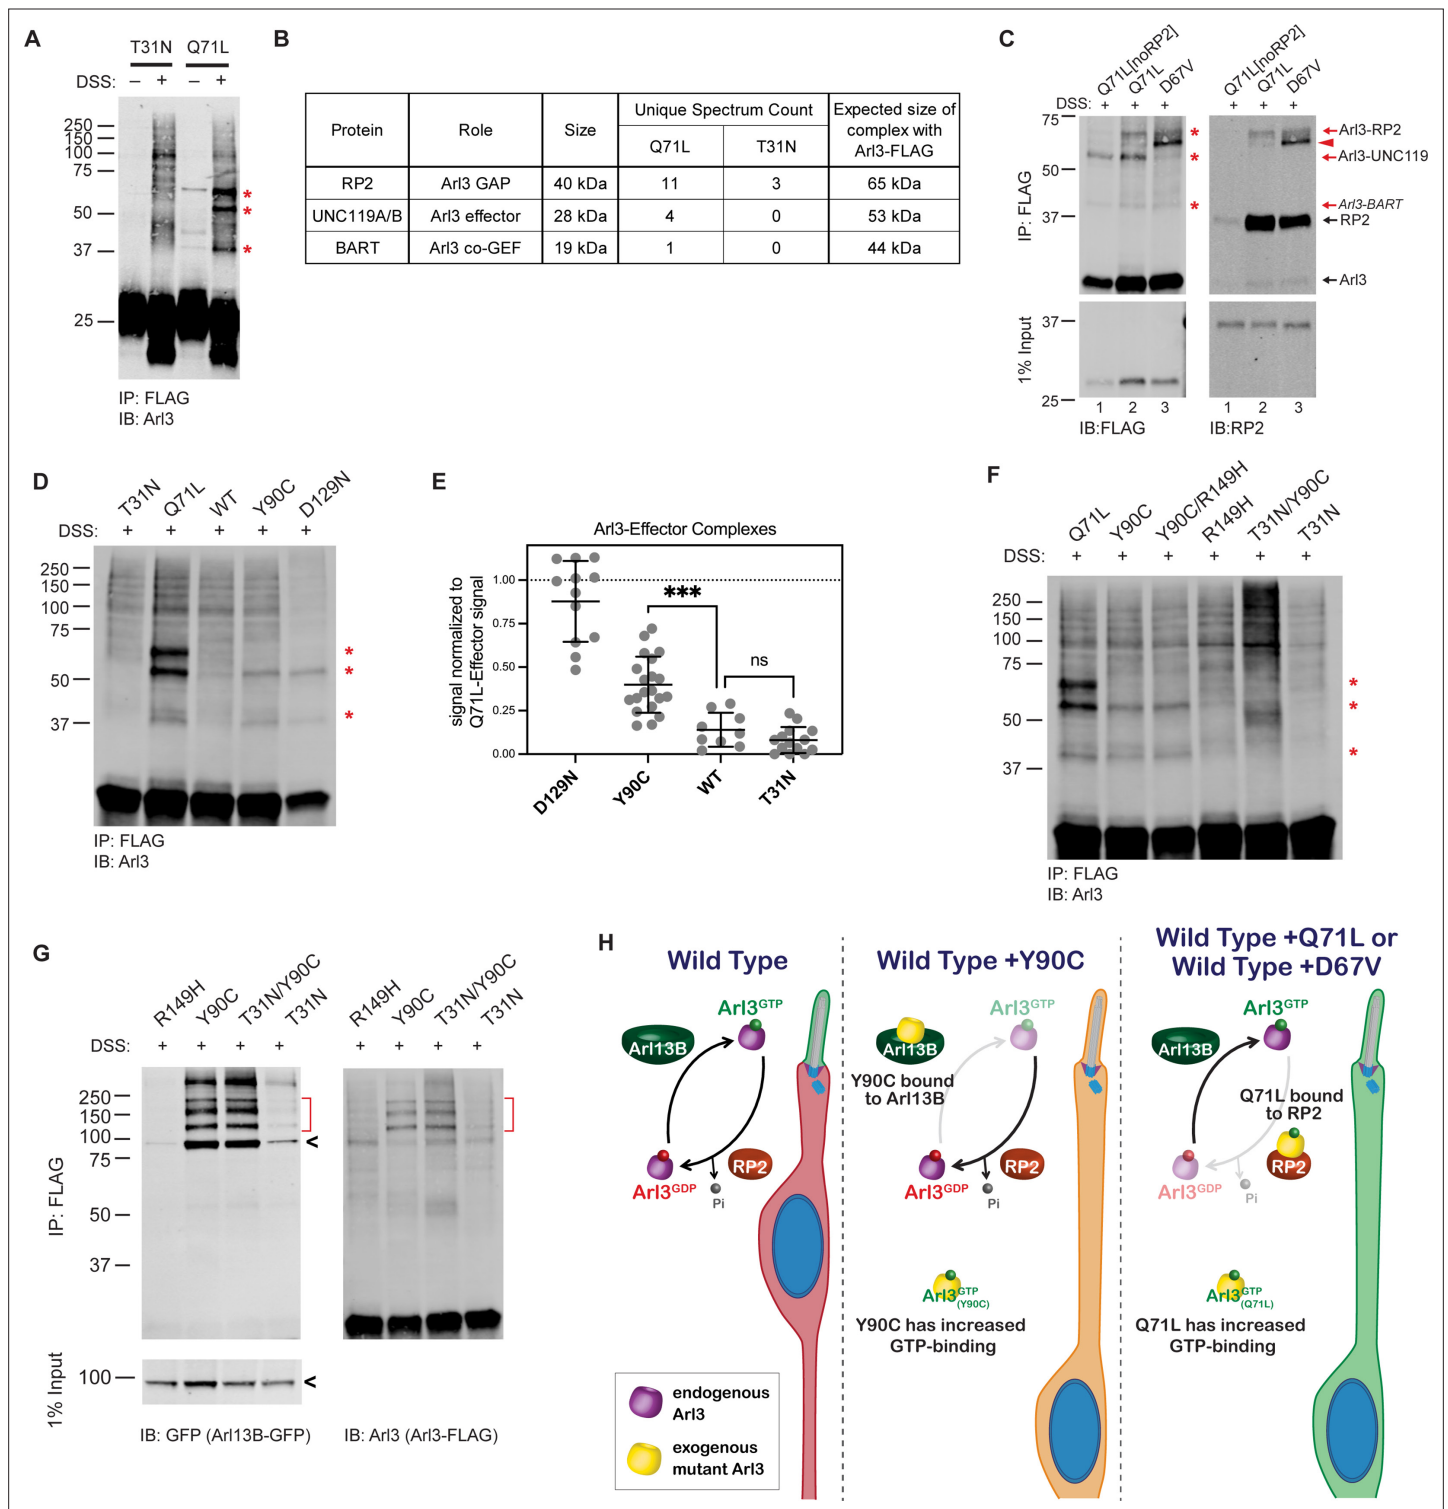 A
T31N Q71L
DSS: – + – +
250
150
100
75
50
37
25
*
*
*
IP: FLAG
IB: Arl3
B
Protein Role Size Unique Spectrum Count Expected size of complex with Arl3-FLAG
Q71L T31N
RP2 Arl3 GAP 40 kDa 11 3 65 kDa
UNC119A/B Arl3 effector 28 kDa 4 0 53 kDa
BART Arl3 co-GEF 19 kDa 1 0 44 kDa
C
Q71L[noRP2] Q71L D67V Q71L[noRP2] Q71L D67V
DSS: + + + + + +
75
50
37
IP: FLAG
*
*
*
Arl3-RP2
Arl3-UNC119
Arl3-BART
RP2
Arl3
37
25
1% Input
1 2 3 1 2 3
IB:FLAG IB:RP2
D
T31N Q71L WT Y90C D129N
DSS: + + + + +
250
150
100
75
50
37
*
*
*
IP: FLAG
IB: Arl3
E
Arl3-Effector Complexes
signal normalized to
Q71L-Effector signal
1.00
0.75
0.50
0.25
0.00
***
ns
D129N Y90C WT T31N
F
Q71L Y90C Y90C/R149H R149H T31N/Y90C T31N
DSS: + + + + + +
250
150
100
75
50
37
*
*
*
IP: FLAG
IB: Arl3
G
R149H Y90C T31N/Y90C T31N R149H Y90C T31N/Y90C T31N
DSS: + + + + + + + +
250
150
100
75
50
37
<
IP: FLAG
100
<
1% Input
IB: GFP (Arl13B-GFP) IB: Arl3 (Arl3-FLAG)
H
Wild Type
Arl3GTP
Arl13B
RP2
Arl3GDP
Pi
endogenous
Arl3
exogenous
mutant Arl3
Wild Type +Y90C
Arl3GTP
Arl13B
Y90C bound
to Arl13B
RP2
Arl3GDP
Pi
Arl3GTP
(Y90C)
Y90C has increased
GTP-binding
Wild Type +Q71L or
Wild Type +D67V
Arl3GTP
Arl13B
Q71L bound
to RP2
RP2
Arl3GDP
Pi
Arl3GTP
(Q71L)
Q71L has increased
GTP-binding